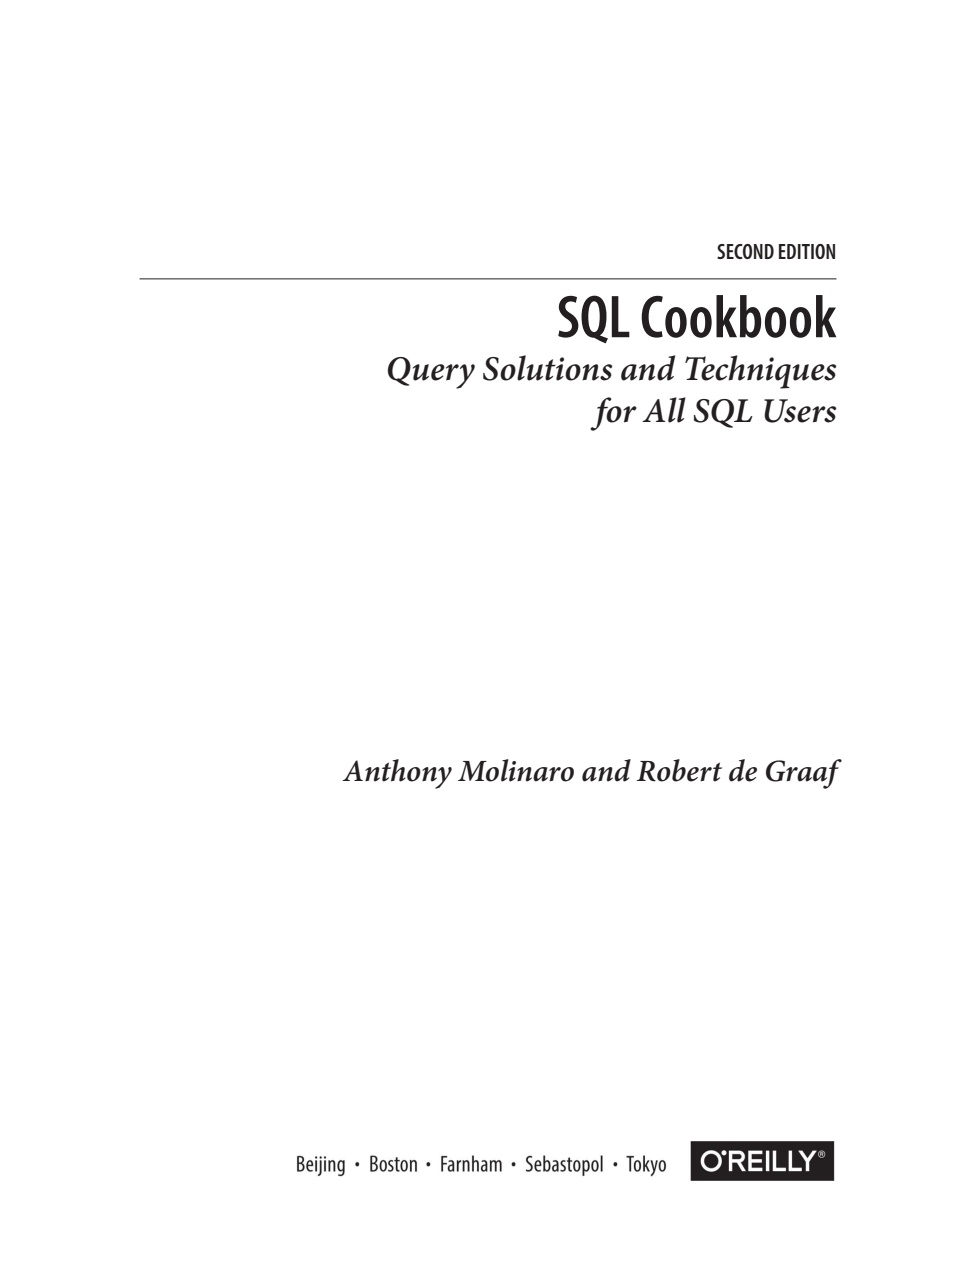 SECOND EDITION
SQL Cookbook
Query Solutions and Techniques
for All SQL Users
Anthony Molinaro and Robert de Graaf
Beijing • Boston • Farnham • Sebastopol • Tokyo O'REILLY®